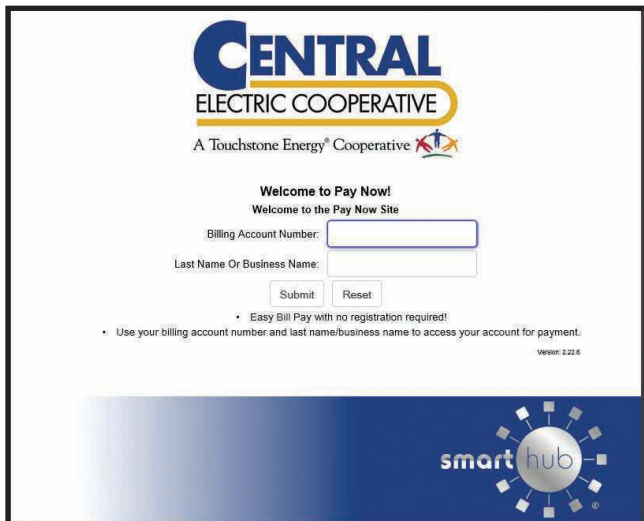 CENTRAL
ELECTRIC COOPERATIVE
A Touchstone Energy® Cooperative
Welcome to Pay Now!
Welcome to the Pay Now Site
Billing Account Number:
Last Name Or Business Name:
Submit Reset
• Easy Bill Pay with no registration required!
• Use your billing account number and last name/business name to access your account for payment.
Version: 2.22.6
smart hub ®